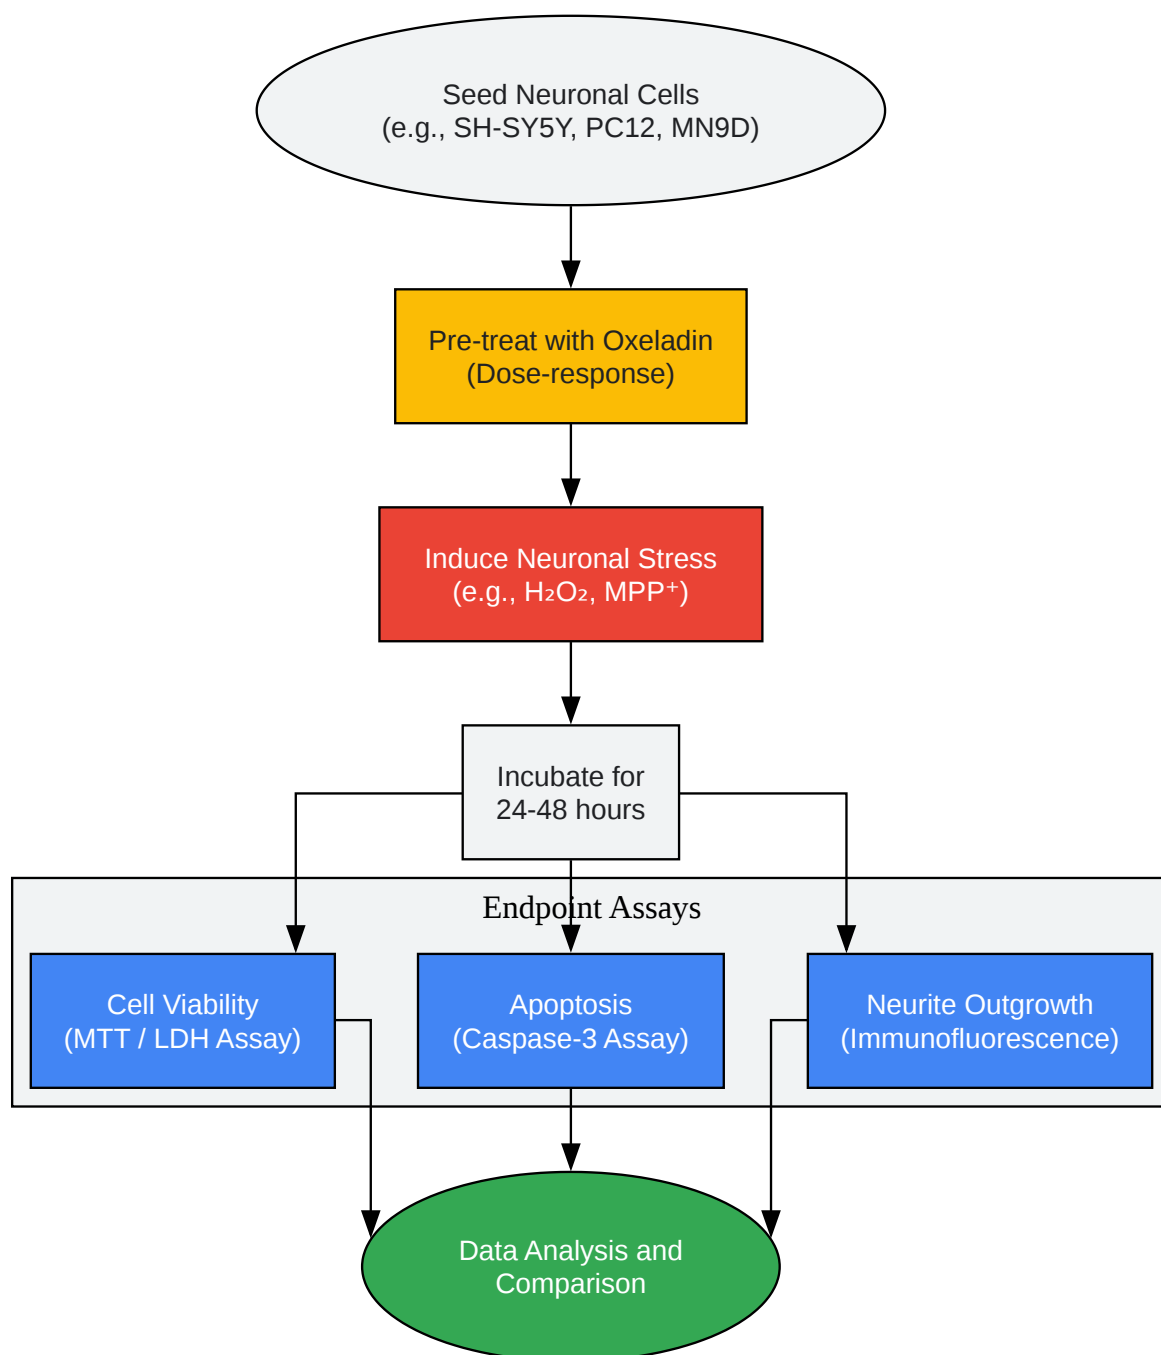 Seed Neuronal Cells
(e.g., SH-SY5Y, PC12, MN9D)
Pre-treat with Oxeladin
(Dose-response)
Induce Neuronal Stress
(e.g., H₂O₂, MPP⁺)
Incubate for
24-48 hours
Endpoint Assays
Cell Viability
(MTT / LDH Assay)
Apoptosis
(Caspase-3 Assay)
Neurite Outgrowth
(Immunofluorescence)
Data Analysis and
Comparison